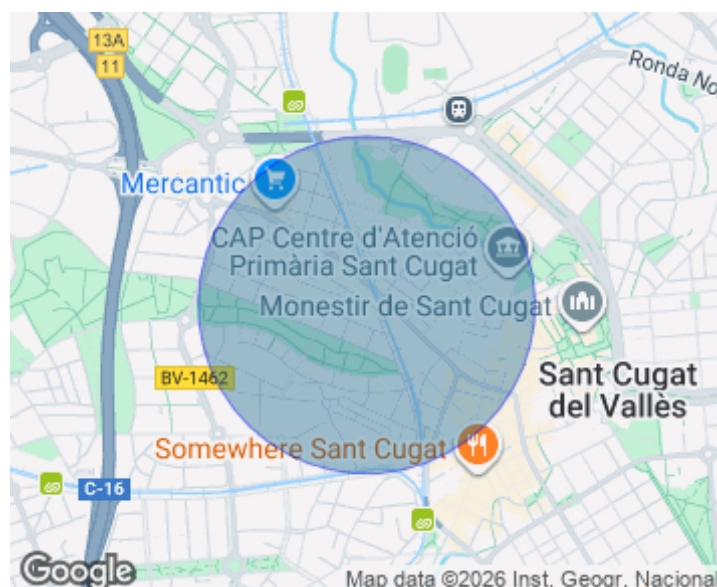 13A
11
Ronda No
Mercantic
CAP Centre d'Atenció
Primària Sant Cugat
Monestir de Sant Cugat
Sant Cugat
del Vallès
BV-1462
Somewhere Sant Cugat
C-16
Google
Map data ©2026 Inst. Geogr. Nacional